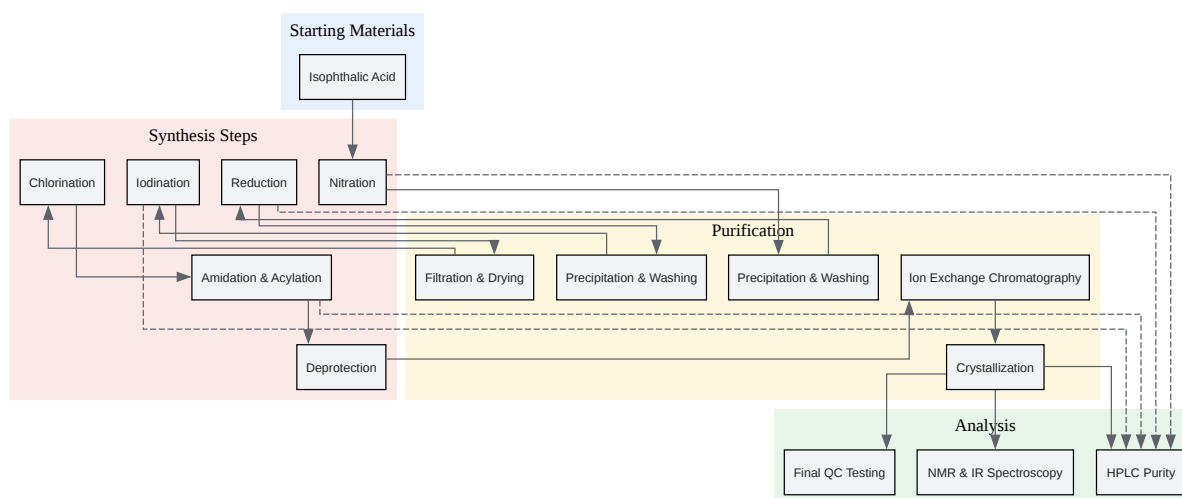 Starting Materials
Isophthalic Acid
Synthesis Steps
Chlorination
Iodination
Reduction
Nitration
Purification
Amidation & Acylation
Filtration & Drying
Precipitation & Washing
Precipitation & Washing
Ion Exchange Chromatography
Deprotection
Crystallization
Analysis
Final QC Testing
NMR & IR Spectroscopy
HPLC Purity